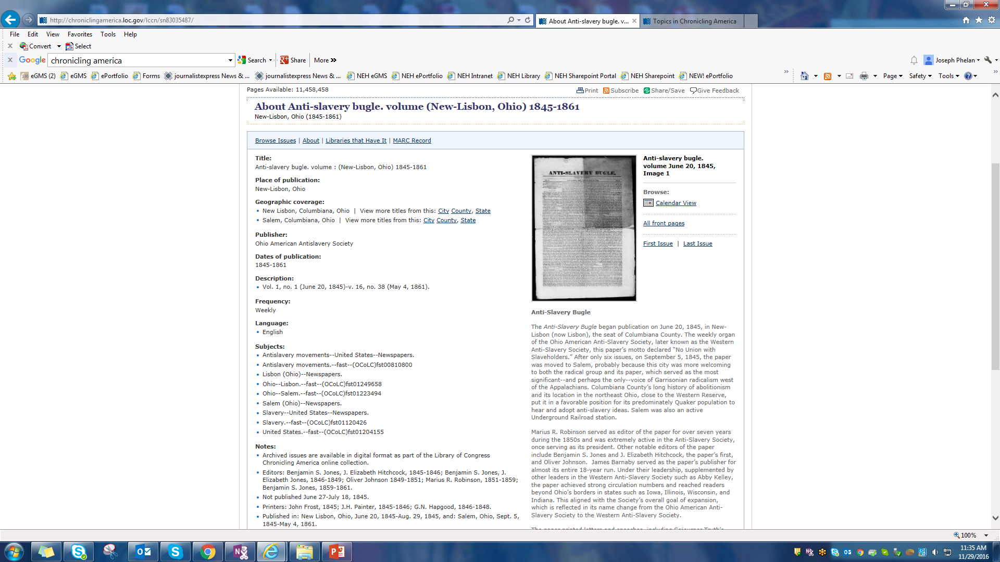 http://chroniclingamerica.loc.gov/lccn/sn83035487/
About Anti-slavery bugle. v...
Topics in Chronicling America
File Edit View Favorites Tools Help
Convert Select
Google chronicling america Search Share More »
Joseph Phelan
eGMS (2) eGMS ePortfolio Forms journalistexpress News & ... journalistexpress News & ... NEH eGMS NEH ePortfolio NEH Intranet NEH Library NEH Sharepoint Portal NEH Sharepoint NEW! ePortfolio
Page Safety Tools
Pages Available: 11,458,458
Print Subscribe Share/Save Give Feedback
About Anti-slavery bugle. volume (New-Lisbon, Ohio) 1845-1861
New-Lisbon, Ohio (1845-1861)
Browse Issues | About | Libraries that Have It | MARC Record
Title:
Anti-slavery bugle. volume : (New-Lisbon, Ohio) 1845-1861
Place of publication:
New-Lisbon, Ohio
Geographic coverage:
• New Lisbon, Columbiana, Ohio | View more titles from this: City County, State
• Salem, Columbiana, Ohio | View more titles from this: City County, State
Publisher:
Ohio American Antislavery Society
Dates of publication:
1845-1861
Description:
• Vol. 1, no. 1 (June 20, 1845)-v. 16, no. 38 (May 4, 1861).
Frequency:
Weekly
Language:
• English
Subjects:
• Antislavery movements--United States--Newspapers.
• Antislavery movements.--fast--(OCoLC)fst00810800
• Lisbon (Ohio)--Newspapers.
• Ohio--Lisbon.--fast--(OCoLC)fst01249658
• Ohio--Salem.--fast--(OCoLC)fst01223494
• Salem (Ohio)--Newspapers.
• Slavery--United States--Newspapers.
• Slavery.--fast--(OCoLC)fst01120426
• United States.--fast--(OCoLC)fst01204155
Notes:
• Archived issues are available in digital format as part of the Library of Congress
Chronicling America online collection.
• Editors: Benjamin S. Jones, J. Elizabeth Hitchcock, 1845-1846; Benjamin S. Jones, J.
Elizabeth Jones, 1846-1849; Oliver Johnson 1849-1851; Marius R. Robinson, 1851-1859;
Benjamin S. Jones, 1859-1861.
• Not published June 27-July 18, 1845.
• Printers: John Frost, 1845; J.H. Painter, 1845-1846; G.N. Hapgood, 1846-1848.
• Published in: New Lisbon, Ohio, June 20, 1845-Aug. 29, 1845, and: Salem, Ohio, Sept. 5,
1845-May 4, 1861.
ANTI-SLAVERY BUGLE.
Anti-slavery bugle.
volume June 20, 1845,
Image 1
Browse:
Calendar View
All front pages
First Issue | Last Issue
Anti-Slavery Bugle
The Anti-Slavery Bugle began publication on June 20, 1845, in New-
Lisbon (now Lisbon), the seat of Columbiana County. The weekly organ
of the Ohio American Anti-Slavery Society, later known as the Western
Anti-Slavery Society, this paper’s motto declared “No Union with
Slaveholders.” After only six issues, on September 5, 1845, the paper
was moved to Salem, probably because this city was more welcoming
to both the radical group and its paper, which served as the most
significant--and perhaps the only--voice of Garrisonian radicalism west
of the Appalachians. Columbiana County’s long history of abolitionism
and its location in the northeast Ohio, close to the Western Reserve,
put it in a favorable position for its predominately Quaker population to
hear and adopt anti-slavery ideas. Salem was also an active
Underground Railroad station.
Marius R. Robinson served as editor of the paper for over seven years
during the 1850s and was extremely active in the Anti-Slavery Society,
once serving as its president. Other notable editors of the paper
include Benjamin S. Jones and J. Elizabeth Hitchcock, the paper’s first,
and Oliver Johnson. James Barnaby served as the paper’s publisher for
almost its entire 18-year run. Under their leadership, supplemented by
other leaders in the Western Anti-Slavery Society such as Abby Kelley,
the paper achieved strong circulation numbers and reached readers
beyond Ohio’s borders in states such as Iowa, Illinois, Wisconsin, and
Indiana. This aligned with the Society’s overall goal of expansion,
which is reflected in its name change from the Ohio American Anti-
Slavery Society to the Western Anti-Slavery Society.
The paper printed letters and speeches, including Sojourner Truth’s
100%
11:35 AM
11/29/2016